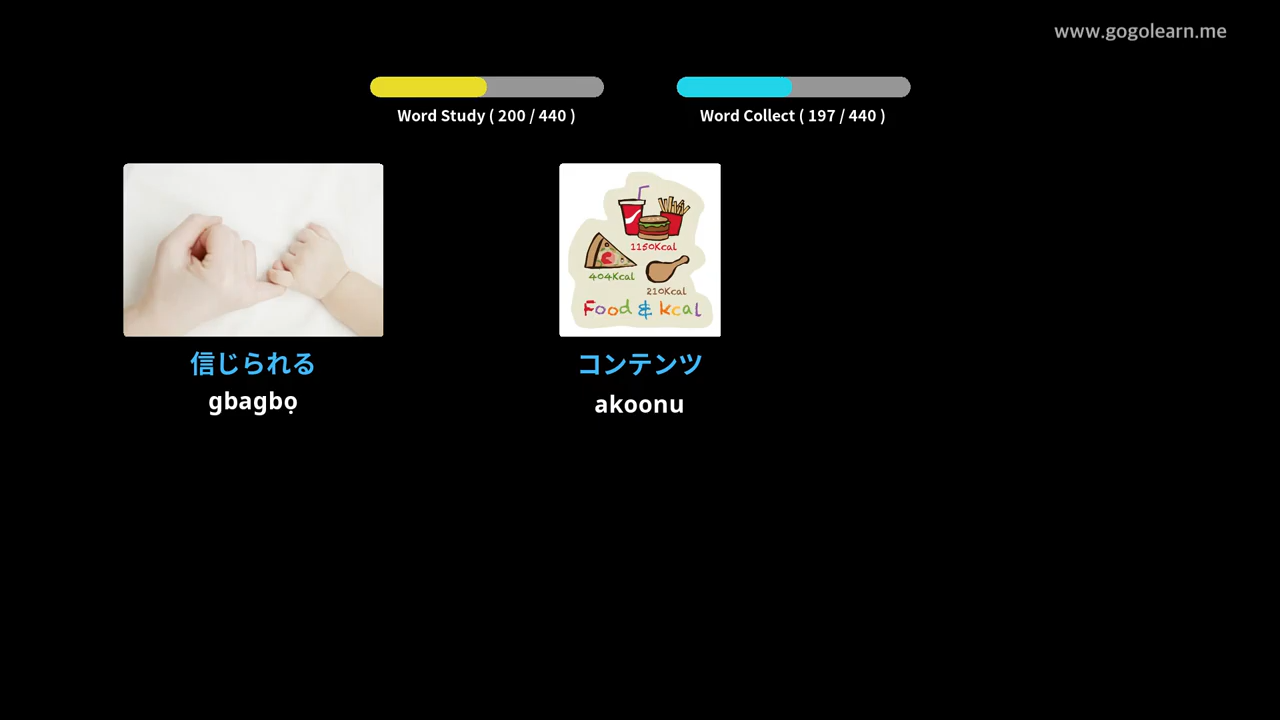 www.gogolearn.me
Word Study ( 200 / 440 )
Word Collect ( 197 / 440 )
1150Kcal
404Kcal
210Kcal
Food & kcal
信じられる
gbagbọ
コンテンツ
akoonu